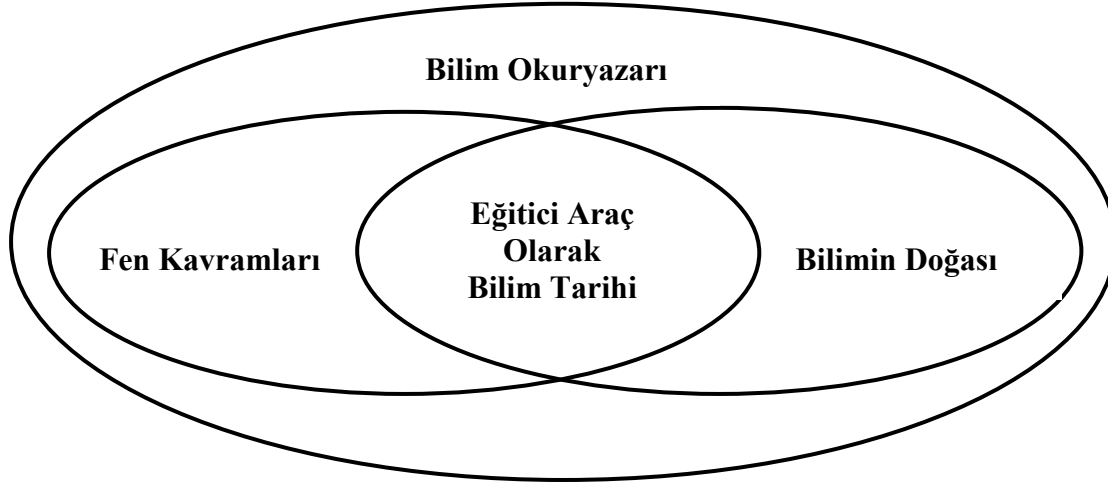 Bilim Okuryazarı
Eğitici Araç
Olarak
Bilim Tarihi
Fen Kavramları
Bilimin Doğası